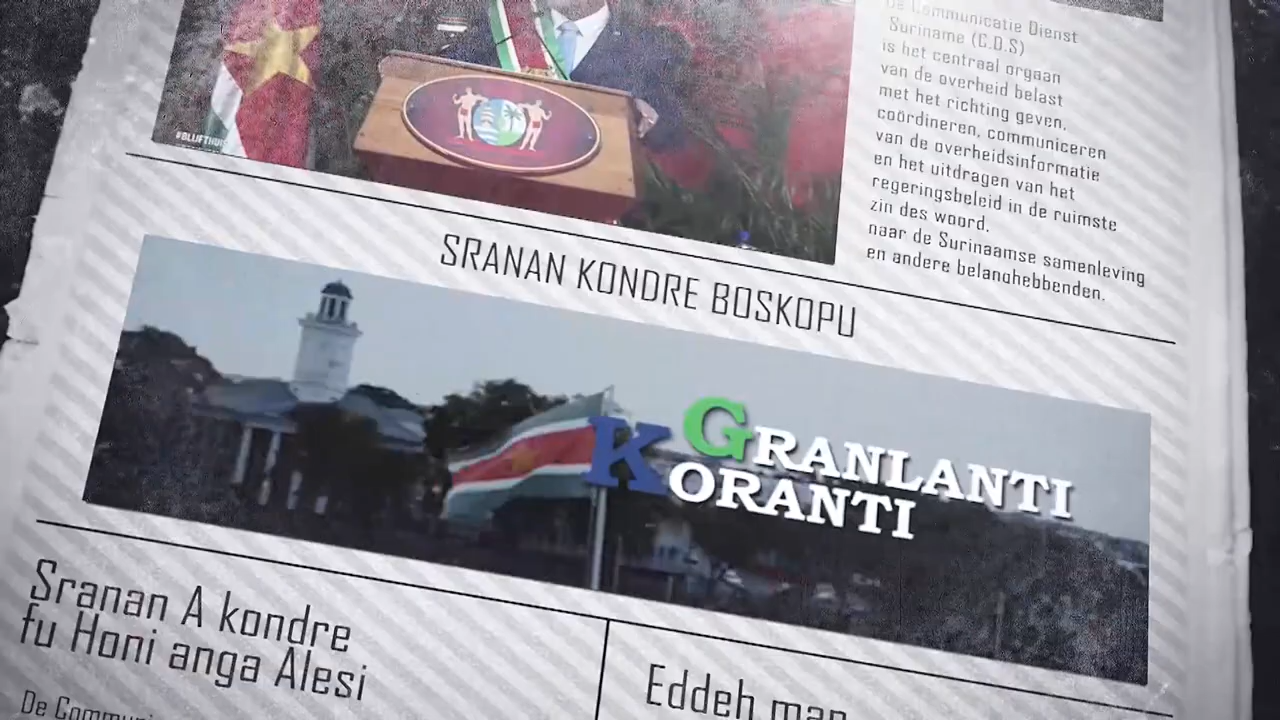 De Communicatie Dienst
Suriname (C.D.S)
is het centraal orgaan
van de overheid belast
met het richting geven,
coördineren, communiceren
van de overheidsinformatie
en het uitdragen van het
regeringsbeleid in de ruimste
zin des woord.
naar de Surinaamse samenleving
en andere belanghebbenden.
SRANAN KONDRE BOSKOPU
GRANLANTI
KORANTI
Sranan A kondre
fu Honi anga Alesi
De
Eddeh man